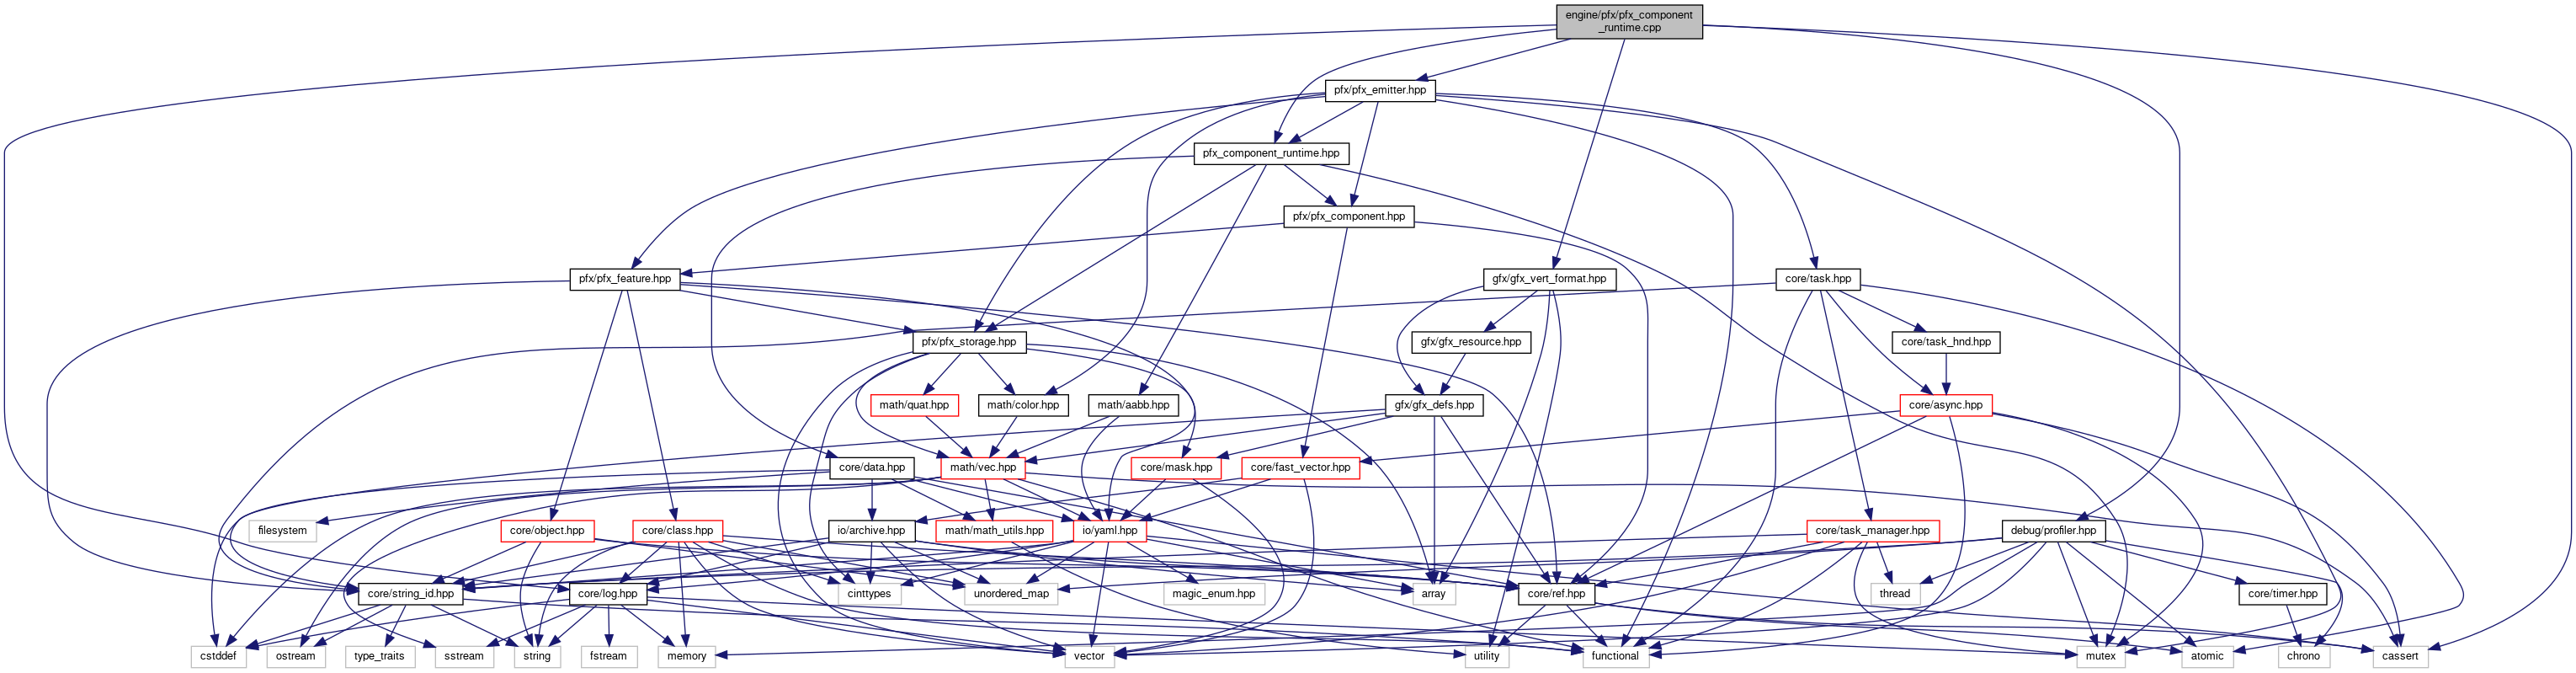 engine/pfx/pfx_component
_runtime.cpp
pfx/pfx_emitter.hpp
pfx_component_runtime.hpp
pfx/pfx_component.hpp
pfx/pfx_feature.hpp
gfx/gfx_vert_format.hpp
core/task.hpp
pfx/pfx_storage.hpp
gfx/gfx_resource.hpp
core/task_hnd.hpp
math/quat.hpp
math/color.hpp
math/aabb.hpp
gfx/gfx_defs.hpp
core/async.hpp
core/data.hpp
math/vec.hpp
core/mask.hpp
core/fast_vector.hpp
filesystem
core/object.hpp
core/class.hpp
io/archive.hpp
math/math_utils.hpp
io/yaml.hpp
core/task_manager.hpp
debug/profiler.hpp
core/string_id.hpp
core/log.hpp
cinttypes
unordered_map
magic_enum.hpp
array
core/ref.hpp
thread
core/timer.hpp
cstddef
ostream
type_traits
sstream
string
fstream
memory
vector
utility
functional
mutex
atomic
chrono
cassert